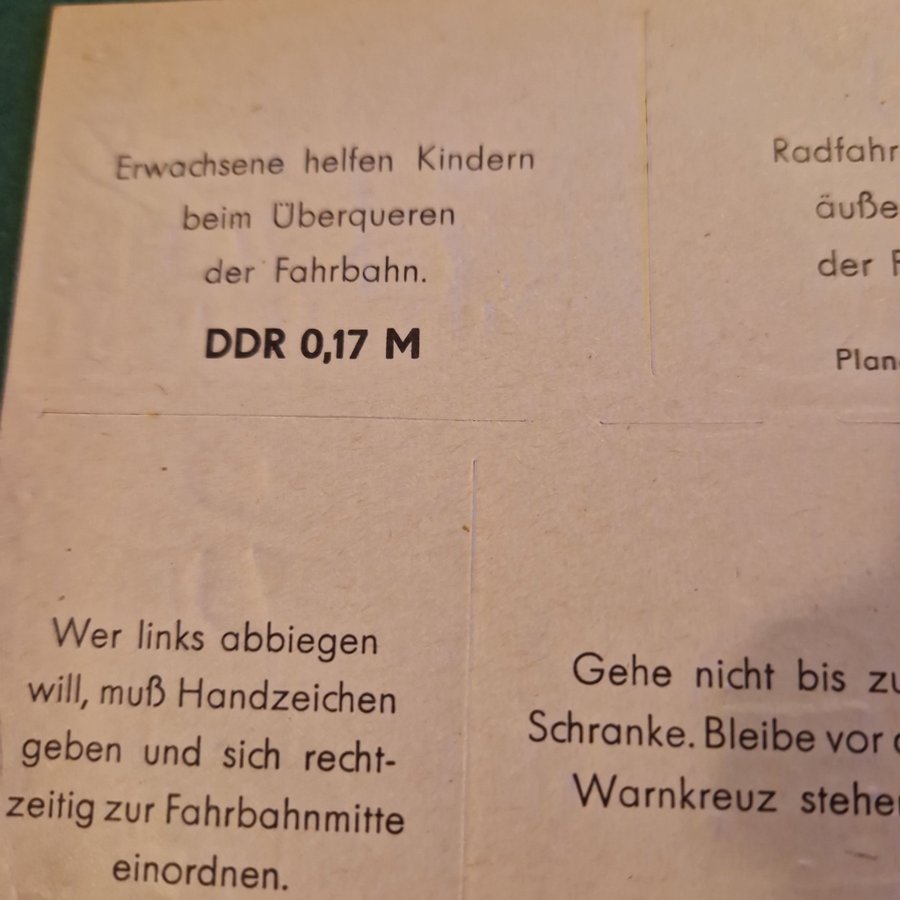 Erwachsene helfen Kindern
beim Überqueren
der Fahrbahn.
DDR 0,17 M
Radfahr
äuße
der F
Plan
Wer links abbiegen
will, muß Handzeichen
geben und sich recht-
zeitig zur Fahrbahnmitte
einordnen.
Gehe nicht bis zu
Schranke. Bleibe vor
Warnkreuz stehe